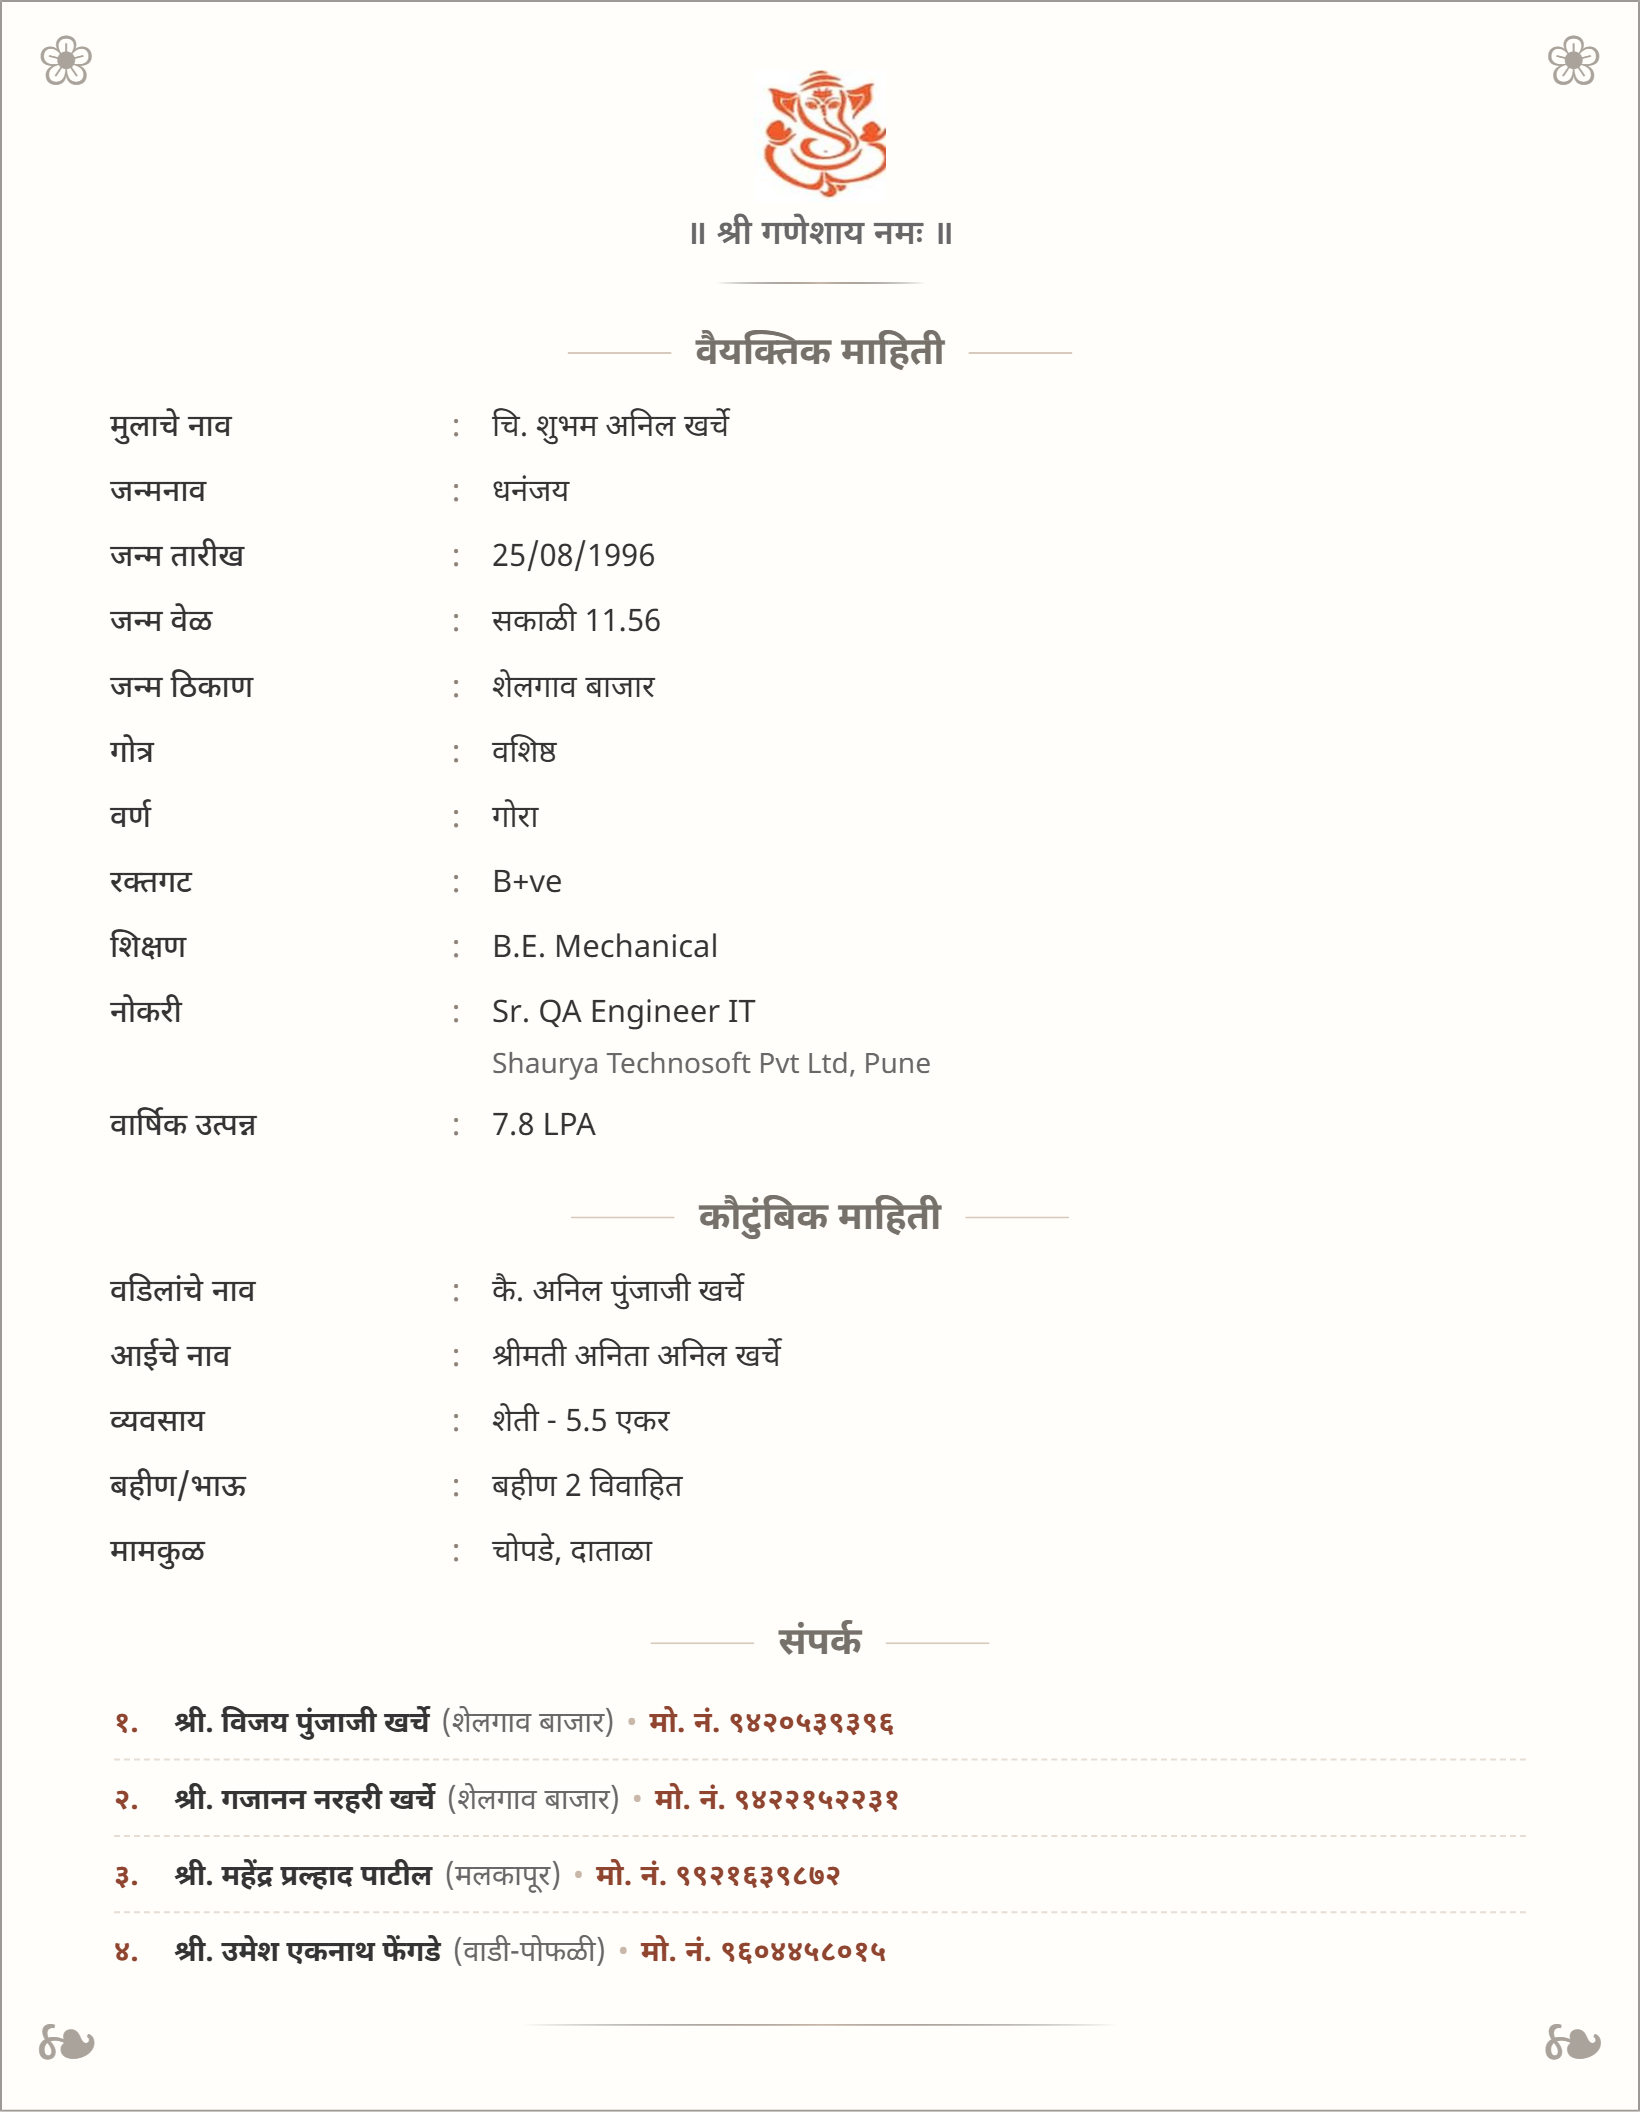 ॥ श्री गणेशाय नमः ॥
वैयक्तिक माहिती
मुलाचे नाव : चि. शुभम अनिल खर्चे
जन्मनाव : धनंजय
जन्म तारीख : 25/08/1996
जन्म वेळ : सकाळी 11.56
जन्म ठिकाण : शेलगाव बाजार
गोत्र : वशिष्ठ
वर्ण : गोरा
रक्तगट : B+ve
शिक्षण : B.E. Mechanical
नोकरी : Sr. QA Engineer IT
Shaurya Technosoft Pvt Ltd, Pune
वार्षिक उत्पन्न : 7.8 LPA
कौटुंबिक माहिती
वडिलांचे नाव : कै. अनिल पुंजाजी खर्चे
आईचे नाव : श्रीमती अनिता अनिल खर्चे
व्यवसाय : शेती - 5.5 एकर
बहीण/भाऊ : बहीण 2 विवाहित
मामकुळ : चोपडे, दाताळा
संपर्क
१. श्री. विजय पुंजाजी खर्चे (शेलगाव बाजार) • मो. नं. ९४२०५३९३९६
२. श्री. गजानन नरहरी खर्चे (शेलगाव बाजार) • मो. नं. ९४२२१५२२३१
३. श्री. महेंद्र प्रल्हाद पाटील (मलकापूर) • मो. नं. ९९२१६३९८७२
४. श्री. उमेश एकनाथ फेंगडे (वाडी-पोफळी) • मो. नं. ९६०४४५८०१५